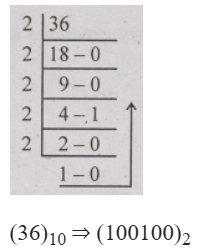 2 36
2 18 – 0
2 9 – 0
2 4 – 1
2 2 – 0
1 – 0
(36)₁₀ ⇒ (100100)₂